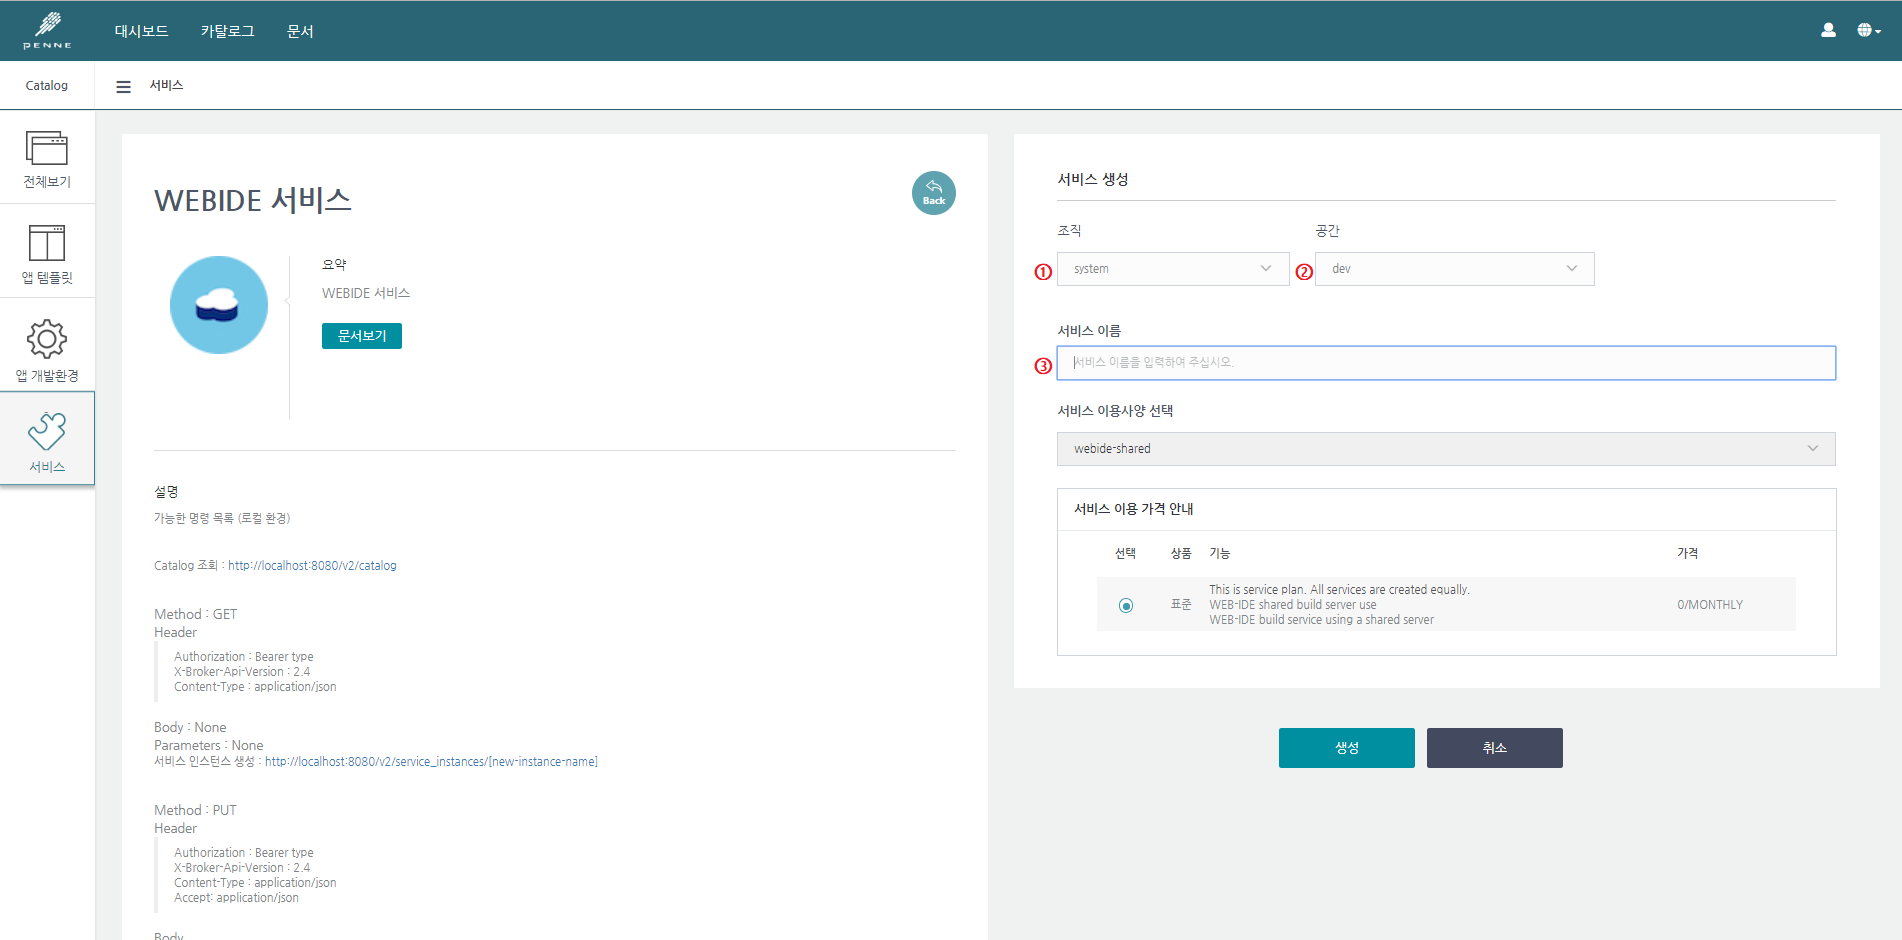 PENNE
대시보드
카탈로그
문서
Catalog
서비스
전체보기
앱 템플릿
앱 개발환경
서비스
WEBIDE 서비스
Back
요약
WEBIDE 서비스
문서보기
설명
가능한 명령 목록 (로컬 환경)
Catalog 조회 : http://localhost:8080/v2/catalog
Method : GET
Header
Authorization : Bearer type
X-Broker-Api-Version : 2.4
Content-Type : application/json
Body : None
Parameters : None
서비스 인스턴스 생성 : http://localhost:8080/v2/service_instances/[new-instance-name]
Method : PUT
Header
Authorization : Bearer type
X-Broker-Api-Version : 2.4
Content-Type : application/json
Accept: application/json
Body
서비스 생성
조직
공간
① system
② dev
서비스 이름
③ 서비스 이름을 입력하여 주십시오.
서비스 이용사양 선택
webide-shared
서비스 이용 가격 안내
선택 상품 기능 가격
표준
This is service plan. All services are created equally.
WEB-IDE shared build server use
WEB-IDE build service using a shared server
0/MONTHLY
생성
취소